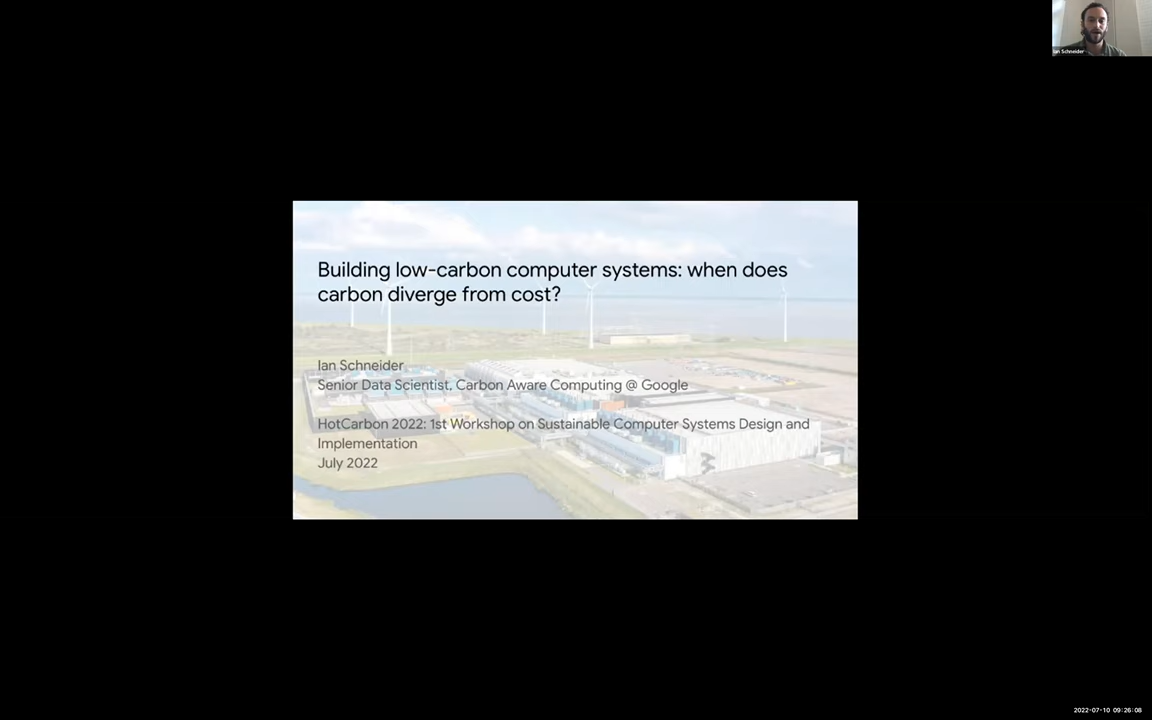 Ian Schneider
Building low-carbon computer systems: when does
carbon diverge from cost?
Ian Schneider
Senior Data Scientist, Carbon Aware Computing @ Google
HotCarbon 2022: 1st Workshop on Sustainable Computer Systems Design and
Implementation
July 2022
2022-07-10 09:26:08